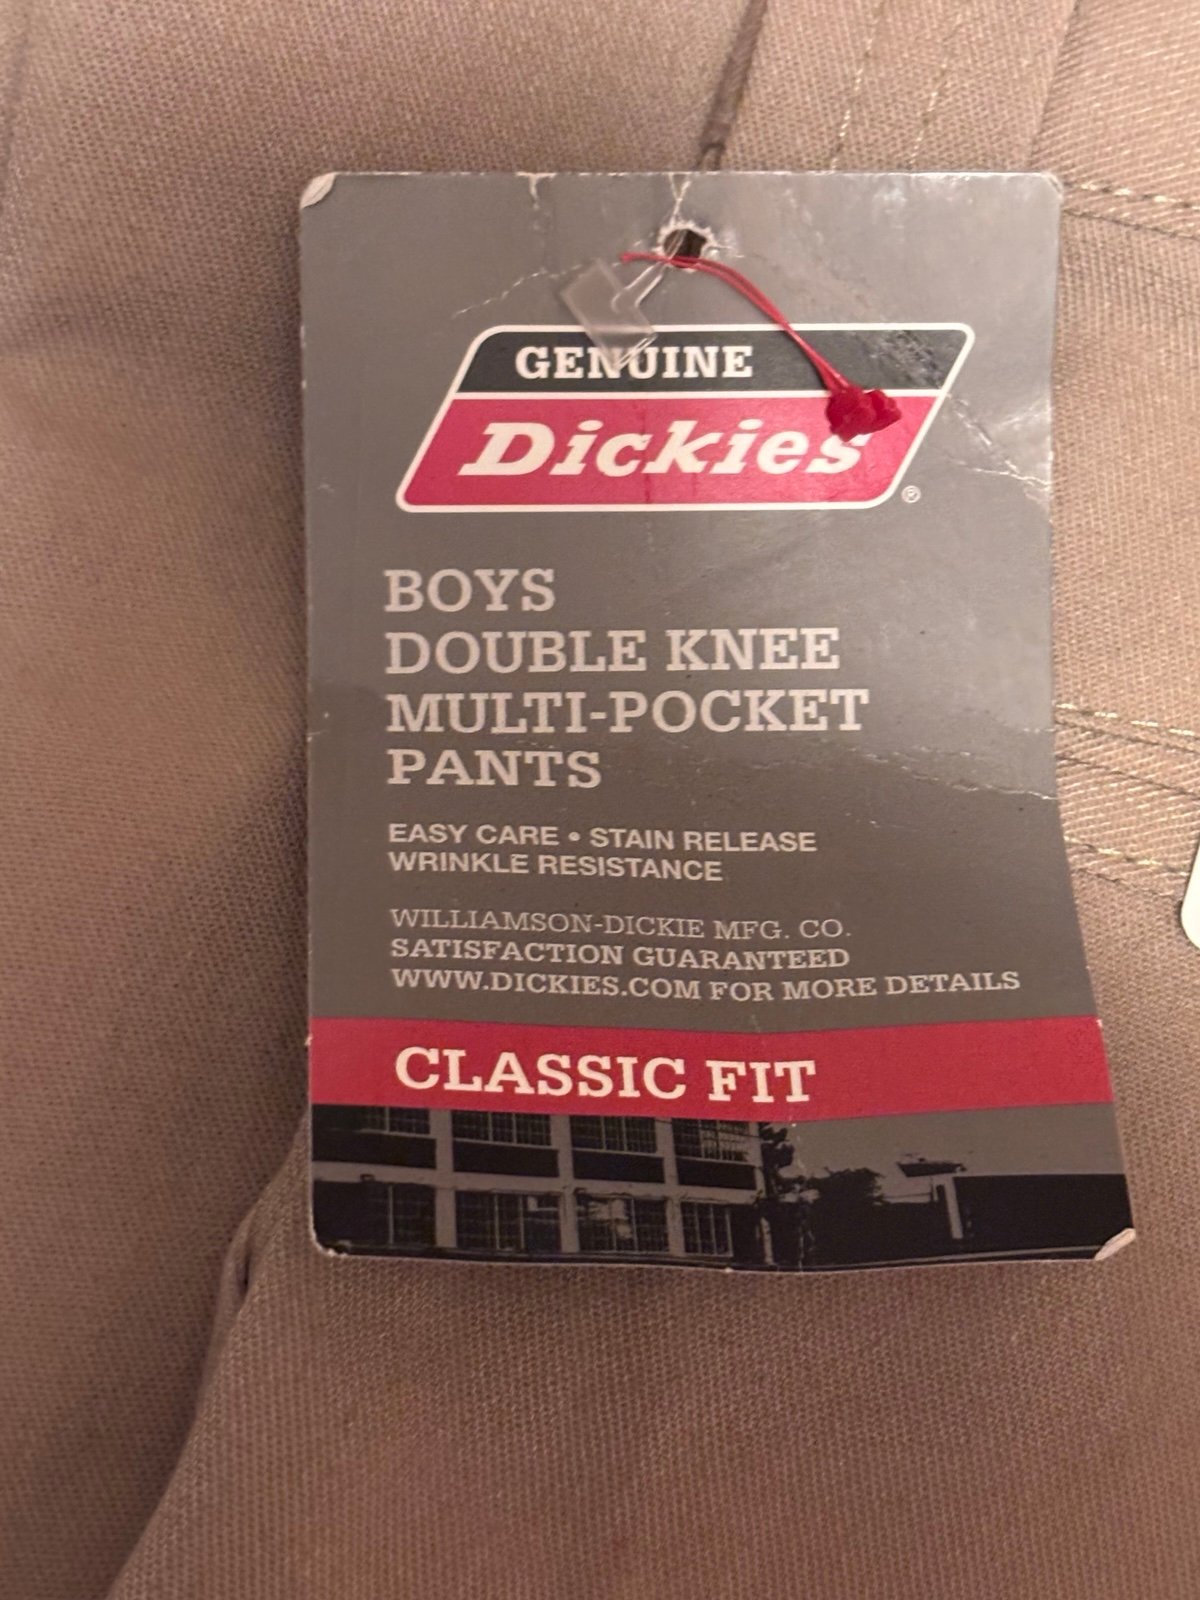 GENUINE
Dickies®
BOYS
DOUBLE KNEE
MULTI-POCKET
PANTS
EASY CARE • STAIN RELEASE
WRINKLE RESISTANCE
WILLIAMSON-DICKIE MFG. CO.
SATISFACTION GUARANTEED
WWW.DICKIES.COM FOR MORE DETAILS
CLASSIC FIT